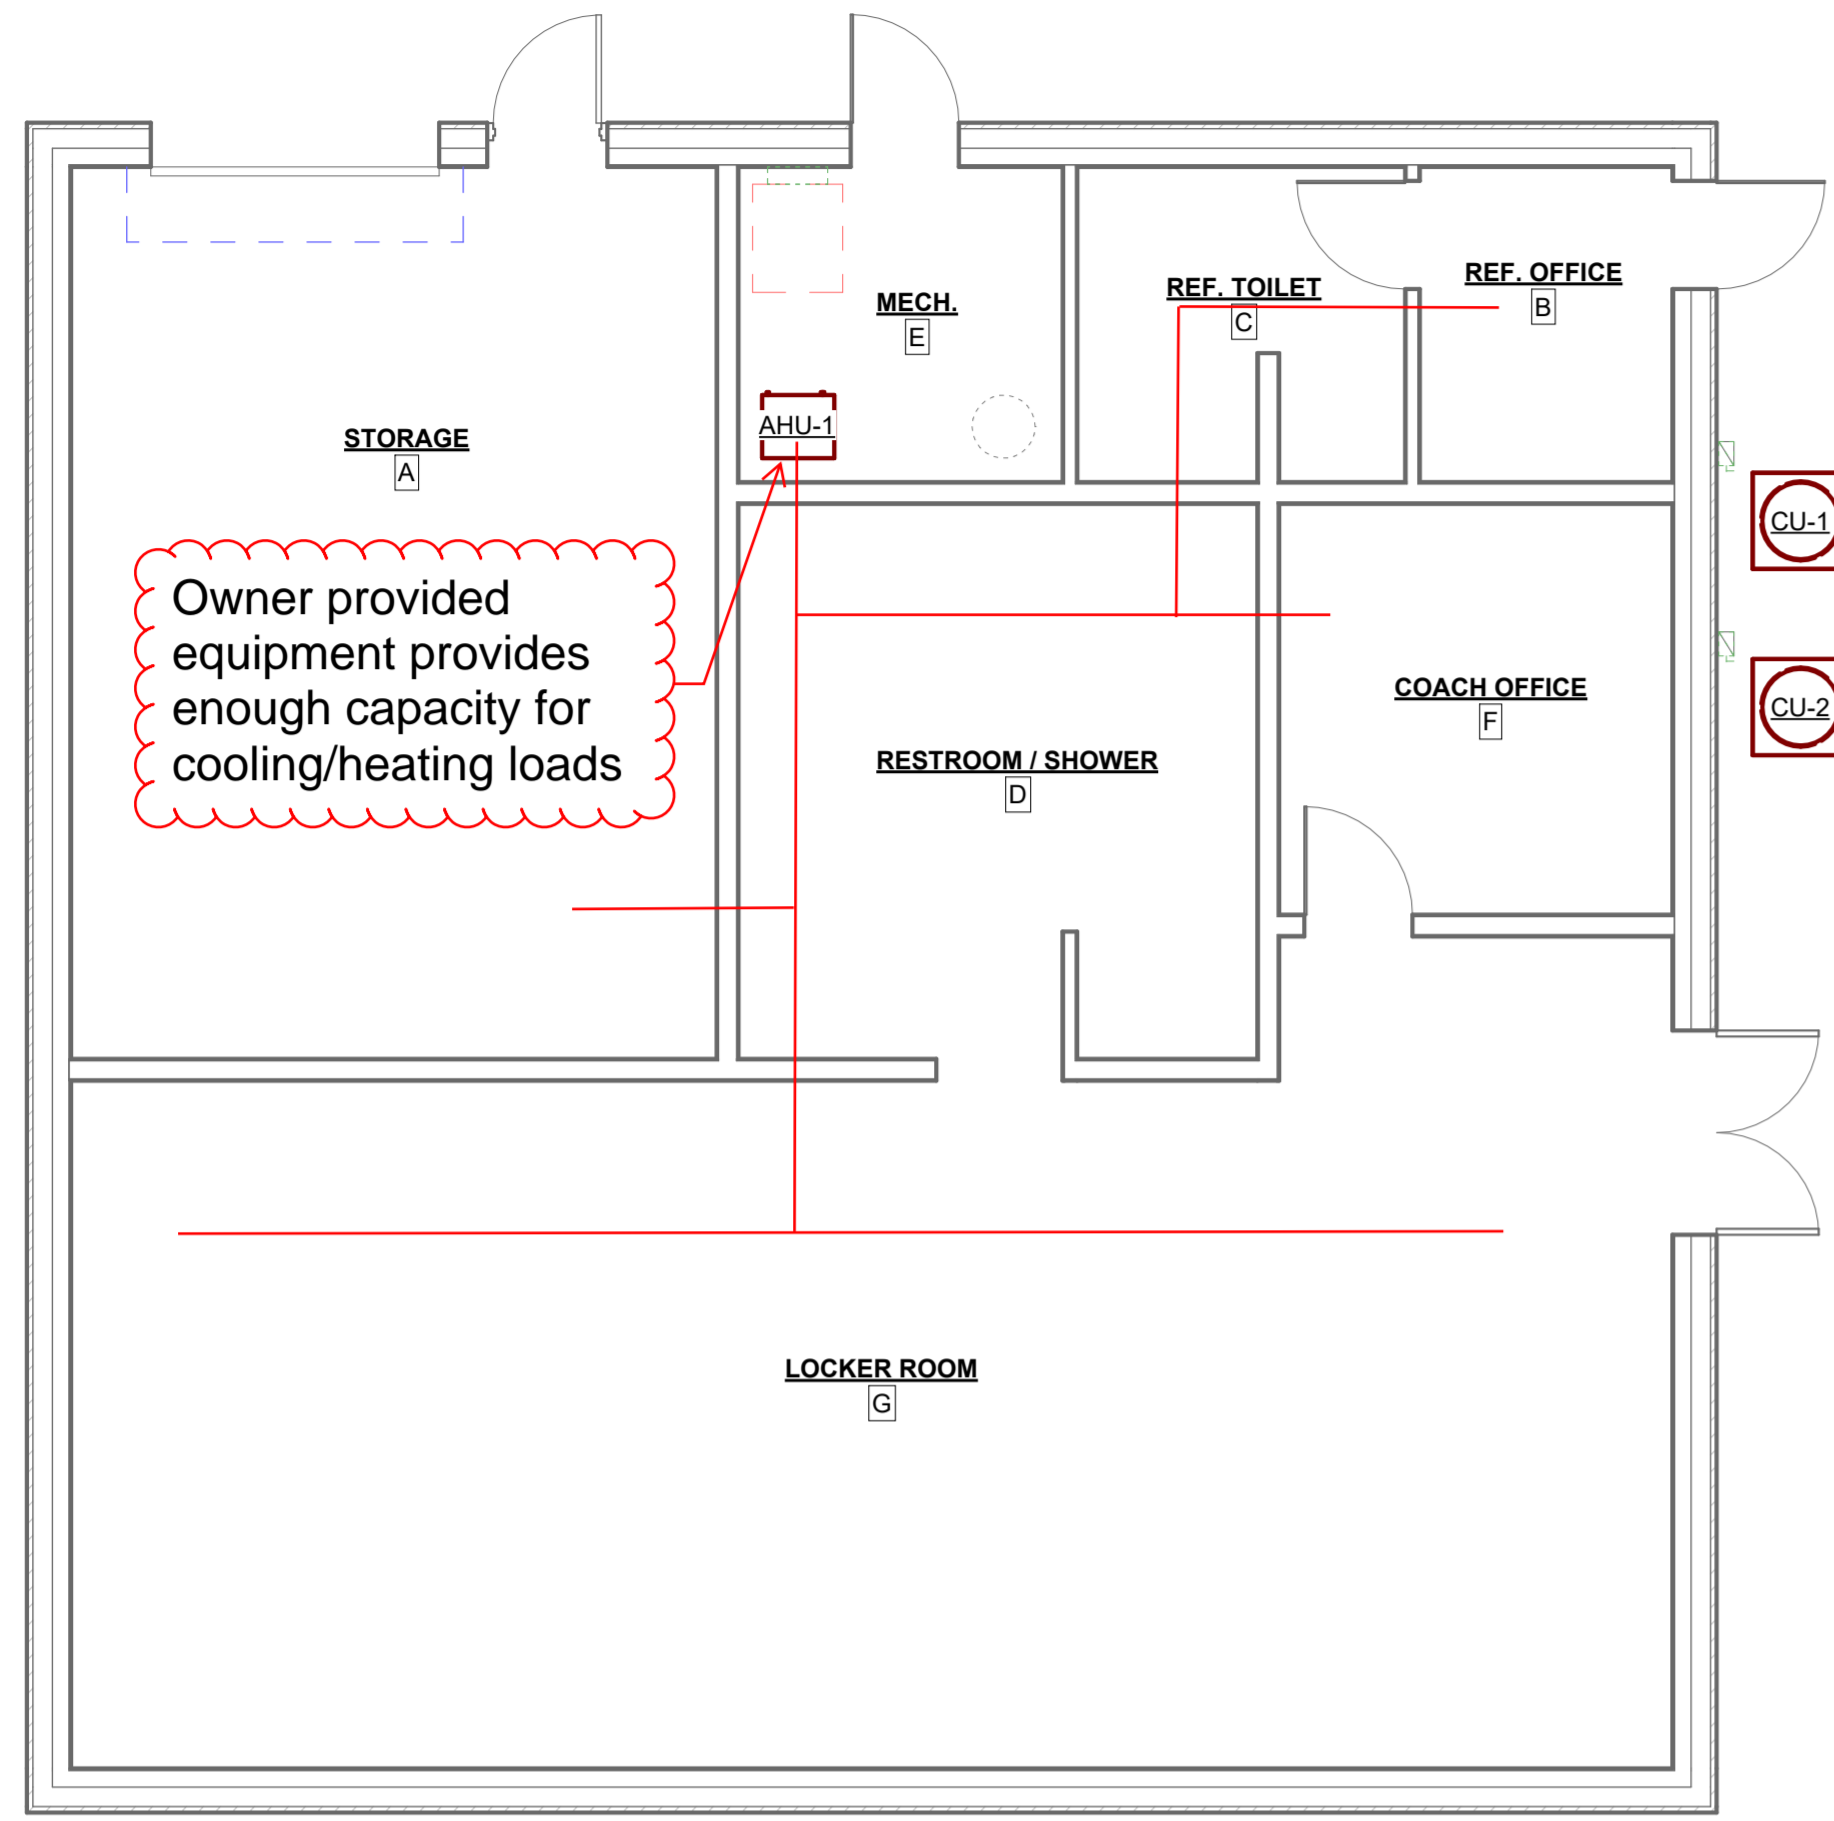 REF. OFFICE
B
REF. TOILET
C
MECH.
E
AHU-1
STORAGE
A
CU-1
Owner provided
equipment provides
enough capacity for
cooling/heating loads
COACH OFFICE
F
CU-2
RESTROOM / SHOWER
D
LOCKER ROOM
G